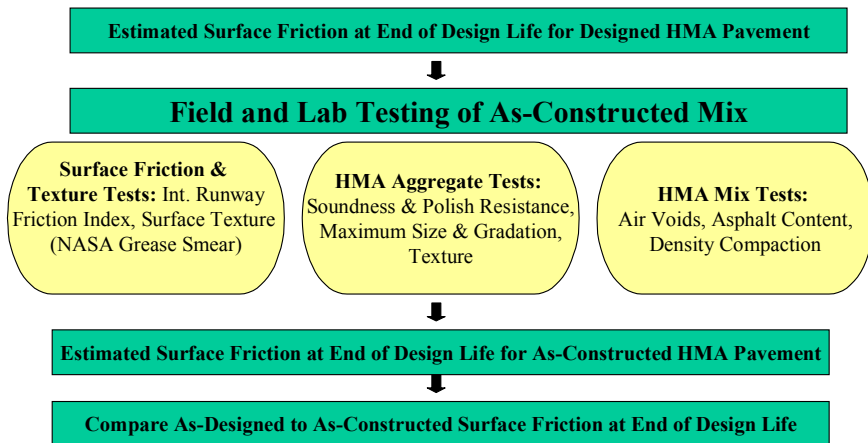 Estimated Surface Friction at End of Design Life for Designed HMA Pavement
Field and Lab Testing of As-Constructed Mix
Surface Friction &
Texture Tests: Int. Runway
Friction Index, Surface Texture
(NASA Grease Smear)
HMA Aggregate Tests:
Soundness & Polish Resistance,
Maximum Size & Gradation,
Texture
HMA Mix Tests:
Air Voids, Asphalt Content,
Density Compaction
Estimated Surface Friction at End of Design Life for As-Constructed HMA Pavement
Compare As-Designed to As-Constructed Surface Friction at End of Design Life